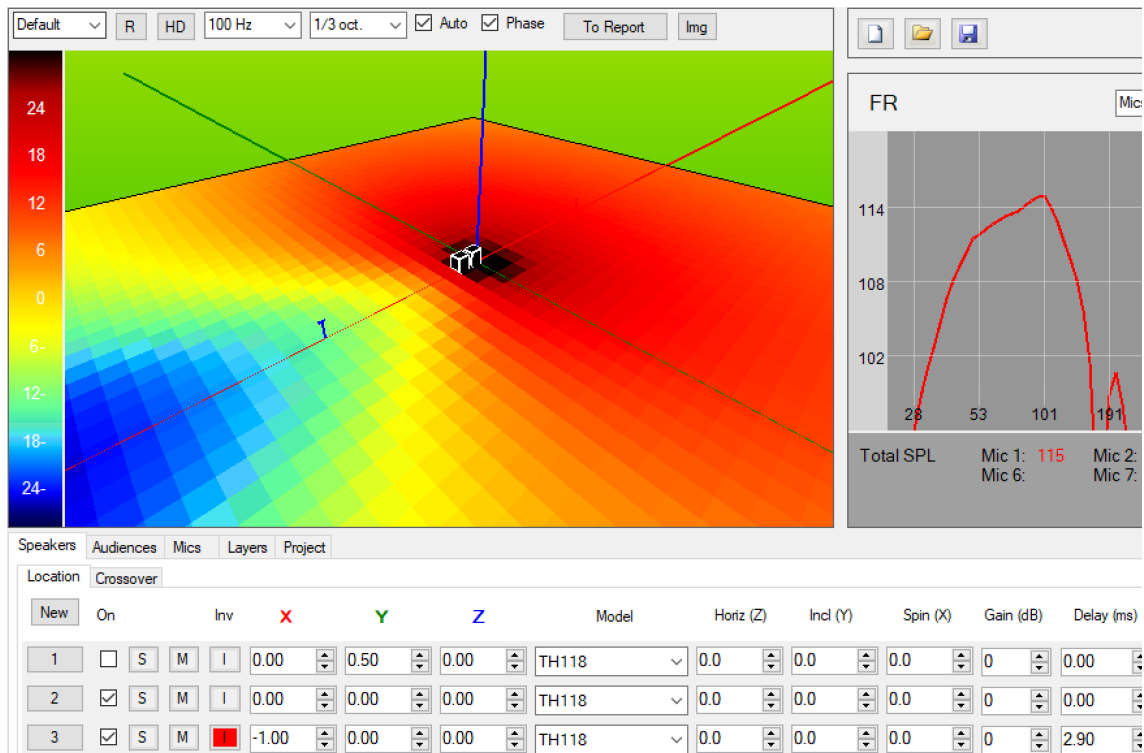 Default R HD 100 Hz 1/3 oct. Auto Phase To Report Img
24
18
12
6
0
6-
12-
18-
24-
FR Mics
114
108
102
28 53 101 191
Total SPL Mic 1: 115 Mic 2:
Mic 6: Mic 7:
Speakers Audiences Mics Layers Project
Location Crossover
New On Inv X Y Z Model Horiz (Z) Incl (Y) Spin (X) Gain (dB) Delay (ms)
1 S M I 0.00 0.50 0.00 TH118 0.0 0.0 0.0 0 0.00
2 S M I 0.00 0.00 0.00 TH118 0.0 0.0 0.0 0 0.00
3 S M I -1.00 0.00 0.00 TH118 0.0 0.0 0.0 0 2.90